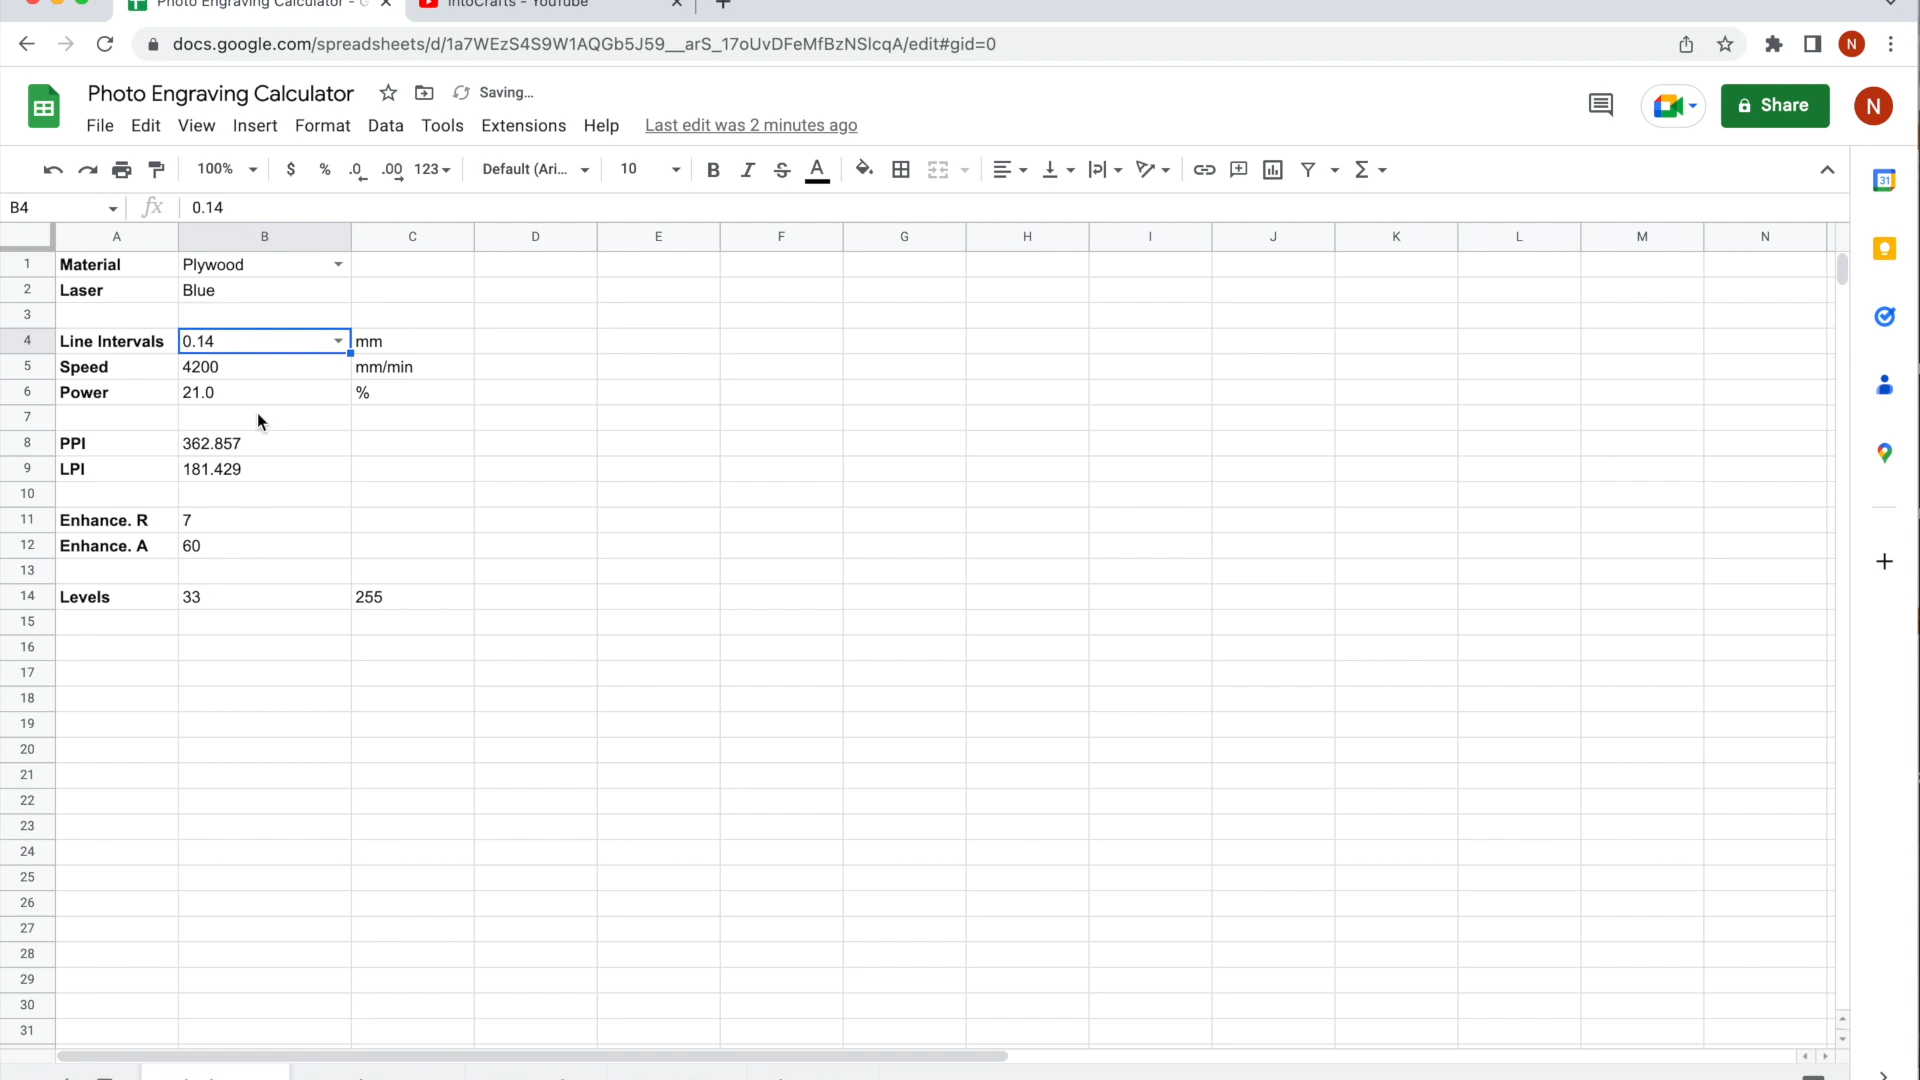 Photo Engraving Calculator - G
IntoCrafts - YouTube
docs.google.com/spreadsheets/d/1a7WEzS4S9W1AQGb5J59__arS_17oUvDFeMfBzNSlcqA/edit#gid=0
N
Photo Engraving Calculator
Saving...
Share
N
File Edit View Insert Format Data Tools Extensions Help Last edit was 2 minutes ago
100% $ % .0 .00 123 Default (Ari... 10 B I S A Σ
31
B4 fx 0.14
A B C D E F G H I J K L M N
1 Material Plywood
2 Laser Blue
3
4 Line Intervals 0.14 mm
5 Speed 4200 mm/min
6 Power 21.0 %
7
8 PPI 362.857
9 LPI 181.429
10
11 Enhance. R 7
12 Enhance. A 60
13
14 Levels 33 255
15
16
17
18
19
20
21
22
23
24
25
26
27
28
29
30
31